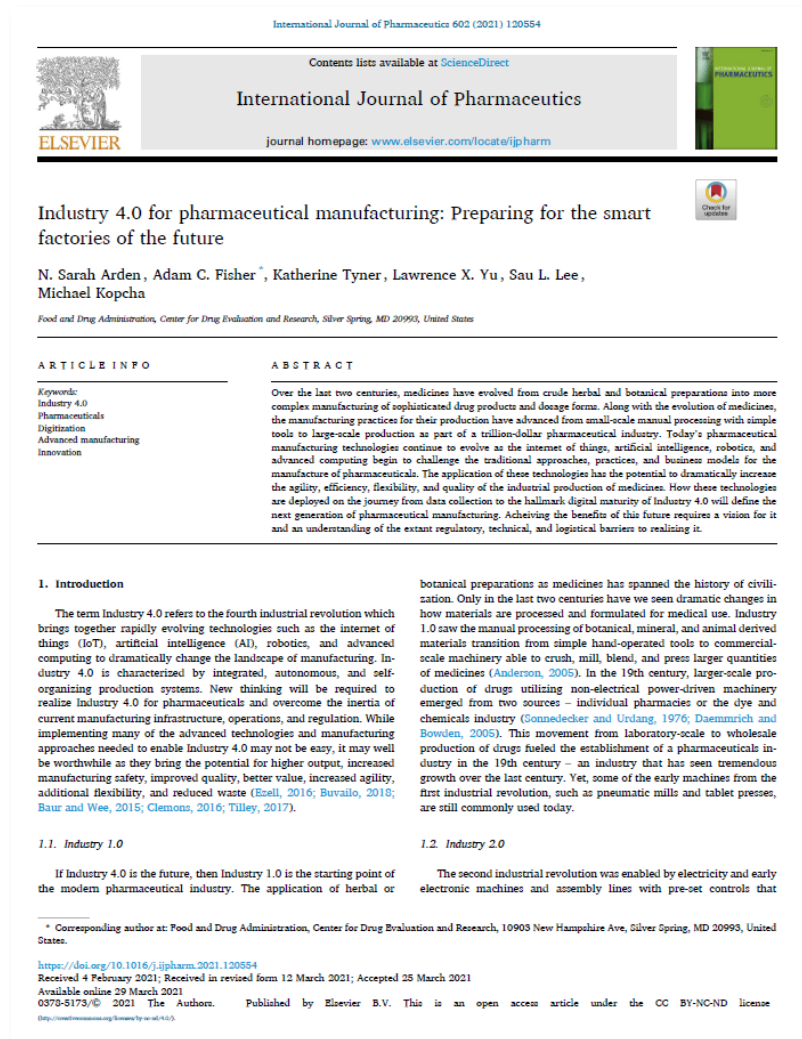 International Journal of Pharmaceutics 602 (2021) 120554
Contents lists available at ScienceDirect
International Journal of Pharmaceutics
journal homepage: www.elsevier.com/locate/ijpharm
ELSEVIER
PHARMACEUTICS
Check for
updates
Industry 4.0 for pharmaceutical manufacturing: Preparing for the smart
factories of the future
N. Sarah Arden, Adam C. Fisher *, Katherine Tyner, Lawrence X. Yu, Sau L. Lee,
Michael Kopcha
Food and Drug Administration, Center for Drug Evaluation and Research, Silver Spring, MD 20993, United States
ARTICLE INFO
Keywords:
Industry 4.0
Pharmaceuticals
Digitization
Advanced manufacturing
Innovation
ABSTRACT
Over the last two centuries, medicines have evolved from crude herbal and botanical preparations into more
complex manufacturing of sophisticated drug products and dosage forms. Along with the evolution of medicines,
the manufacturing practices for their production have advanced from small-scale manual processing with simple
tools to large-scale production as part of a trillion-dollar pharmaceutical industry. Today's pharmaceutical
manufacturing technologies continue to evolve as the internet of things, artificial intelligence, robotics, and
advanced computing begin to challenge the traditional approaches, practices, and business models for the
manufacture of pharmaceuticals. The application of these technologies has the potential to dramatically increase
the agility, efficiency, flexibility, and quality of the industrial production of medicines. How these technologies
are deployed on the journey from data collection to the hallmark digital maturity of Industry 4.0 will define the
next generation of pharmaceutical manufacturing. Acheiving the benefits of this future requires a vision for it
and an understanding of the extant regulatory, technical, and logistical barriers to realizing it.
1. Introduction
The term Industry 4.0 refers to the fourth industrial revolution which
brings together rapidly evolving technologies such as the internet of
things (IoT), artificial intelligence (AI), robotics, and advanced
computing to dramatically change the landscape of manufacturing. In-
dustry 4.0 is characterized by integrated, autonomous, and self-
organizing production systems. New thinking will be required to
realize Industry 4.0 for pharmaceuticals and overcome the inertia of
current manufacturing infrastructure, operations, and regulation. While
implementing many of the advanced technologies and manufacturing
approaches needed to enable Industry 4.0 may not be easy, it may well
be worthwhile as they bring the potential for higher output, increased
manufacturing safety, improved quality, better value, increased agility,
additional flexibility, and reduced waste (Ezell, 2016; Buvailo, 2018;
Baur and Wee, 2015; Clemons, 2016; Tilley, 2017).
1.1. Industry 1.0
If Industry 4.0 is the future, then Industry 1.0 is the starting point of
the modern pharmaceutical industry. The application of herbal or
botanical preparations as medicines has spanned the history of civili-
zation. Only in the last two centuries have we seen dramatic changes in
how materials are processed and formulated for medical use. Industry
1.0 saw the manual processing of botanical, mineral, and animal derived
materials transition from simple hand-operated tools to commercial-
scale machinery able to crush, mill, blend, and press larger quantities
of medicines (Anderson, 2005). In the 19th century, larger-scale pro-
duction of drugs utilizing non-electrical power-driven machinery
emerged from two sources – individual pharmacies or the dye and
chemicals industry (Sonnedecker and Urdang, 1976; Daemmrich and
Bowden, 2005). This movement from laboratory-scale to wholesale
production of drugs fueled the establishment of a pharmaceuticals in-
dustry in the 19th century – an industry that has seen tremendous
growth over the last century. Yet, some of the early machines from the
first industrial revolution, such as pneumatic mills and tablet presses,
are still commonly used today.
1.2. Industry 2.0
The second industrial revolution was enabled by electricity and early
electronic machines and assembly lines with pre-set controls that
* Corresponding author at: Food and Drug Administration, Center for Drug Evaluation and Research, 10903 New Hampshire Ave, Silver Spring, MD 20993, United
States.
https://doi.org/10.1016/j.ijpharm.2021.120554
Received 4 February 2021; Received in revised form 12 March 2021; Accepted 25 March 2021
Available online 29 March 2021
0378-5173/© 2021 The Authors. Published by Elsevier B.V. This is an open access article under the CC BY-NC-ND license
(http://creativecommons.org/licenses/by-nc-nd/4.0/).